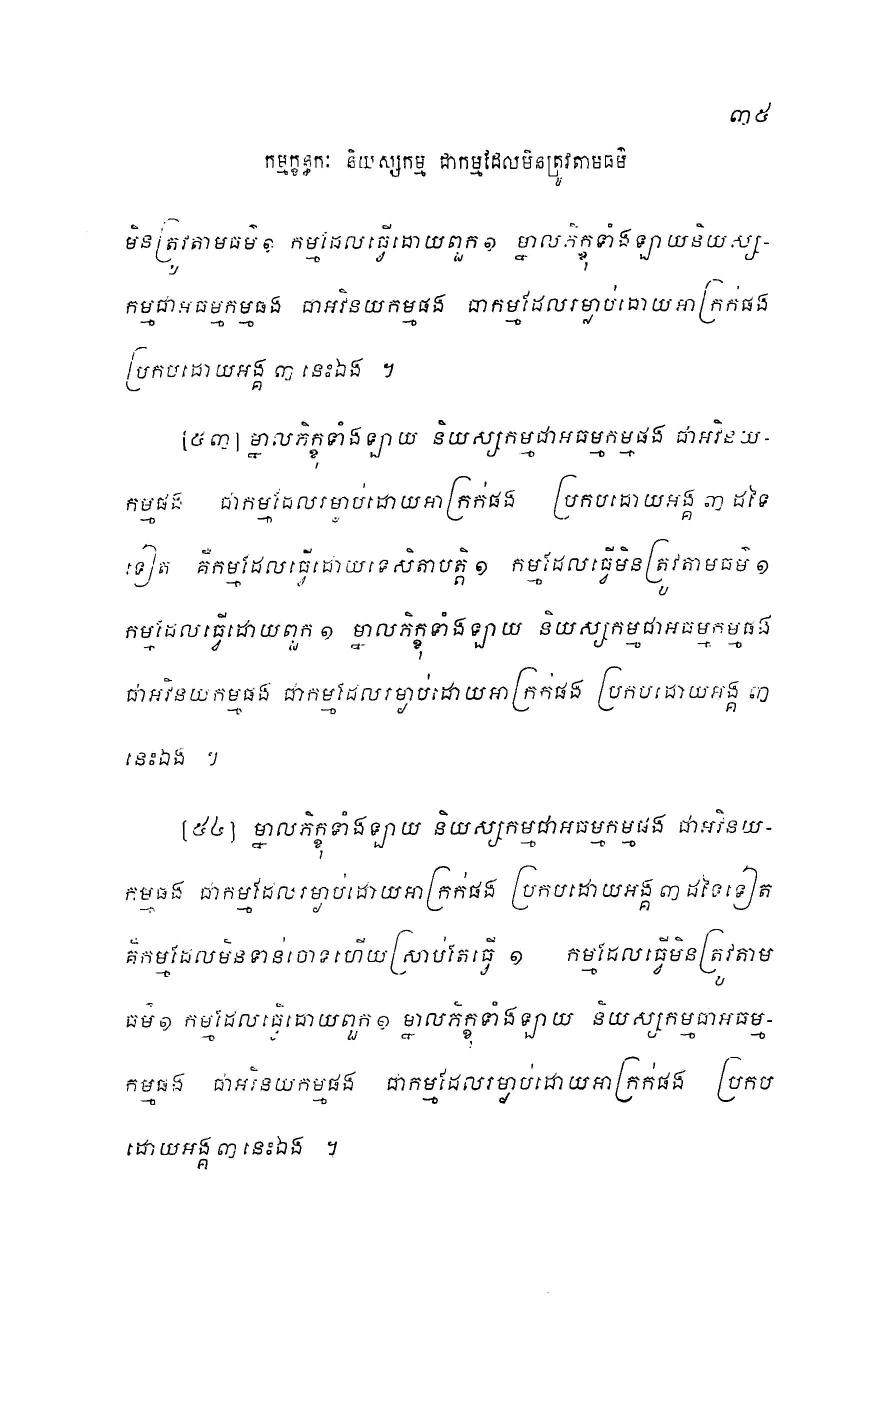 ៣៥
កម្មក្ខន្ធកៈ និយស្សកម្ម ជាកម្មដែលមិនត្រូវតាមធម៌
មិនត្រូវតាមធម៌ ១ កម្មដែលធ្វើដោយពួក ១ ម្នាលភិក្ខុទាំងឡាយ និយស្ស-
កម្មជាអធម្មកម្មផង ជាអវិនយកម្មផង ជាកម្មដែលរម្ងាប់ដោយអាក្រក់ផង
ប្រកបដោយអង្គ ៣ នេះឯង ។
[៥៣] ម្នាលភិក្ខុទាំងឡាយ និយស្សកម្មជាអធម្មកម្មផង ជាអវិនយ-
កម្មផង ជាកម្មដែលរម្ងាប់ដោយអាក្រក់ផង ប្រកបដោយអង្គ ៣ ដទៃ
ទៀត គឺកម្មដែលធ្វើដោយទេសិតាបត្តិ ១ កម្មដែលធ្វើមិនត្រូវតាមធម៌ ១
កម្មដែលធ្វើដោយពួក ១ ម្នាលភិក្ខុទាំងឡាយ និយស្សកម្មជាអធម្មកម្មផង
ជាអវិនយកម្មផង ជាកម្មដែលរម្ងាប់ដោយអាក្រក់ផង ប្រកបដោយអង្គ ៣
នេះឯង ។
[៥៤] ម្នាលភិក្ខុទាំងឡាយ និយស្សកម្មជាអធម្មកម្មផង ជាអវិនយ-
កម្មផង ជាកម្មដែលរម្ងាប់ដោយអាក្រក់ផង ប្រកបដោយអង្គ ៣ ដទៃទៀត
គឺកម្មដែលមិនទាន់ចោទហើយស្រាប់តែធ្វើ ១ កម្មដែលធ្វើមិនត្រូវតាម
ធម៌ ១ កម្មដែលធ្វើដោយពួក ១ ម្នាលភិក្ខុទាំងឡាយ និយស្សកម្មជាអធម្ម-
កម្មផង ជាអវិនយកម្មផង ជាកម្មដែលរម្ងាប់ដោយអាក្រក់ផង ប្រកប
ដោយអង្គ ៣ នេះឯង ។